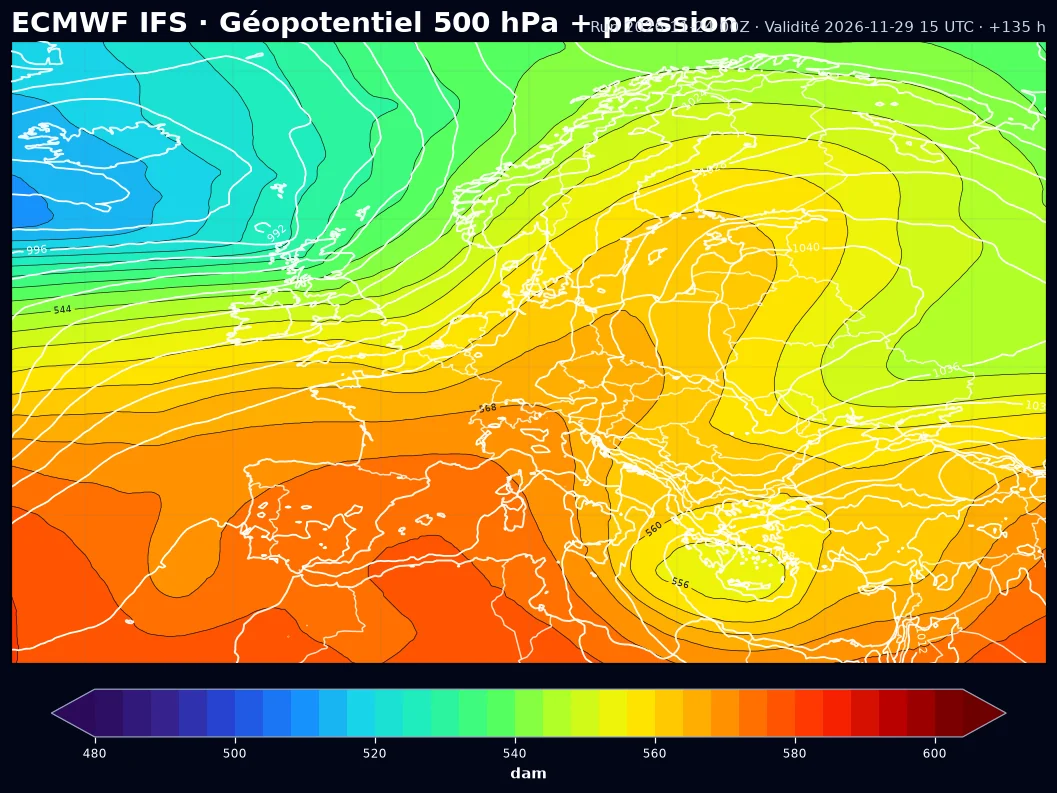 ECMWF IFS · Géopotentiel 500 hPa + pression
Validité 2026-11-29 15 UTC · +135 h
992
996
1040
544
1036
568
560
556
1012
480 500 520 540 560 580 600
dam